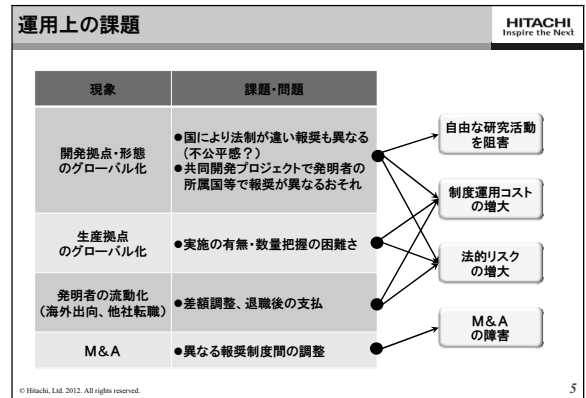 運用上の課題
HITACHI
Inspire the Next
現象
課題・問題
開発拠点・形態
のグローバル化
●国により法制が違い報奨も異なる
(不公平感？)
●共同開発プロジェクトで発明者の
所属国等で報奨が異なるおそれ
生産拠点
のグローバル化
●実施の有無・数量把握の困難さ
発明者の流動化
(海外出向、他社転職)
●差額調整、退職後の支払
M&A
●異なる報奨制度間の調整
自由な研究活動
を阻害
制度運用コスト
の増大
法的リスク
の増大
M&A
の障害
© Hitachi, Ltd. 2012. All rights reserved.
5